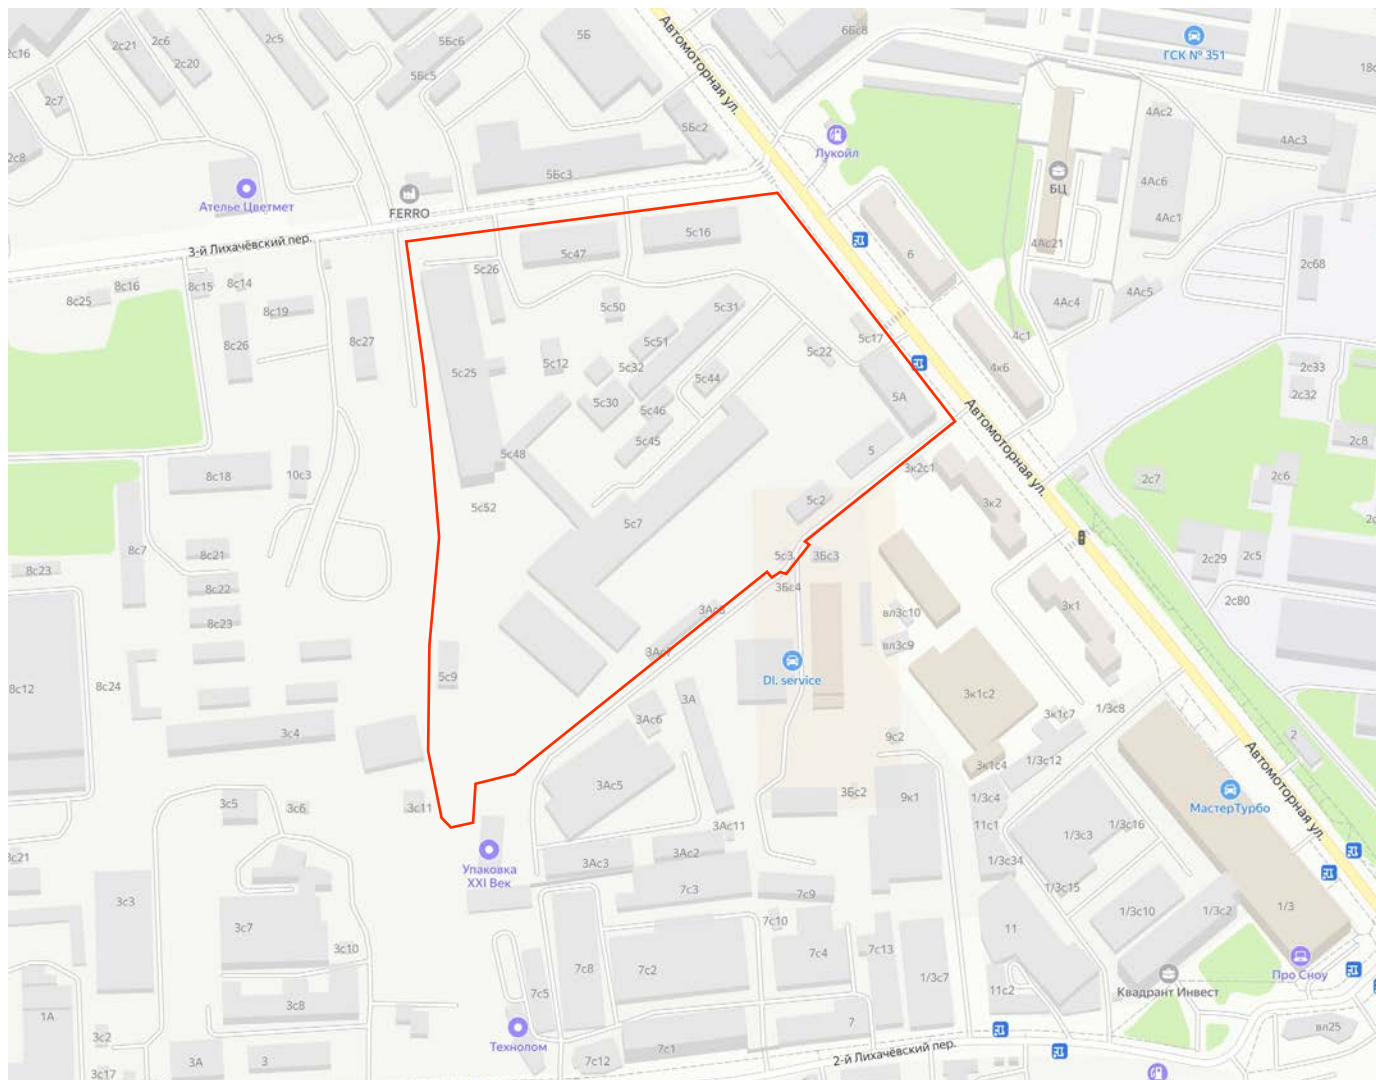 2с16
2с21
2с6
2с20
2с5
5Бс6
5Б
5Бс5
6Бс8
ГСК № 351
2с7
2с8
5Бс2
Автомоторная ул.
Лукойл
4Ас2
4Ас3
5Бс3
Ателье Цветмет
FERRO
БЦ
4Ас6
4Ас1
3-й Лихачёвский пер.
5с16
5с47
6
4Ас21
2с68
8с25
8с16
8с15
8с14
5с26
4Ас4
4Ас5
8с19
5с50
5с31
8с26
8с27
5с51
5с17
4с1
5с22
5с12
5с32
4к6
2с33
5с25
5с44
2с32
5с30
5с46
5А
Автомоторная ул.
5с45
2с8
5с48
5
8с18
10с3
3к2с1
2с7
2с6
5с2
3к2
5с52
5с7
8с7
8с21
5с3
3Бс3
2с29
2с5
8с23
8с22
3Бс4
2с80
8с23
3Ас8
вл3с10
3к1
3Ас7
вл3с9
5с9
DI. service
8с12
8с24
3А
3к1с2
3с4
3Ас6
3к1с7
1/3с8
9с2
2
3к1с4
1/3с12
Автомоторная ул.
3Ас5
3Бс2
9к1
1/3с4
МастерТурбо
3с5
3с6
3с11
3Ас11
11с1
1/3с3
1/3с16
Упаковка
XXI Век
3Ас3
3Ас2
1/3с34
7с3
7с9
1/3с15
3с3
1/3с10
1/3с2
1/3
3с7
7с10
11
3с10
7с8
7с2
7с4
7с13
1/3с7
Про Сноу
7с5
11с2
Квадрант Инвест
3с8
1А
7
вл25
3с2
Технолом
7с1
2-й Лихачёвский пер.
3А
3
7с12
3с17